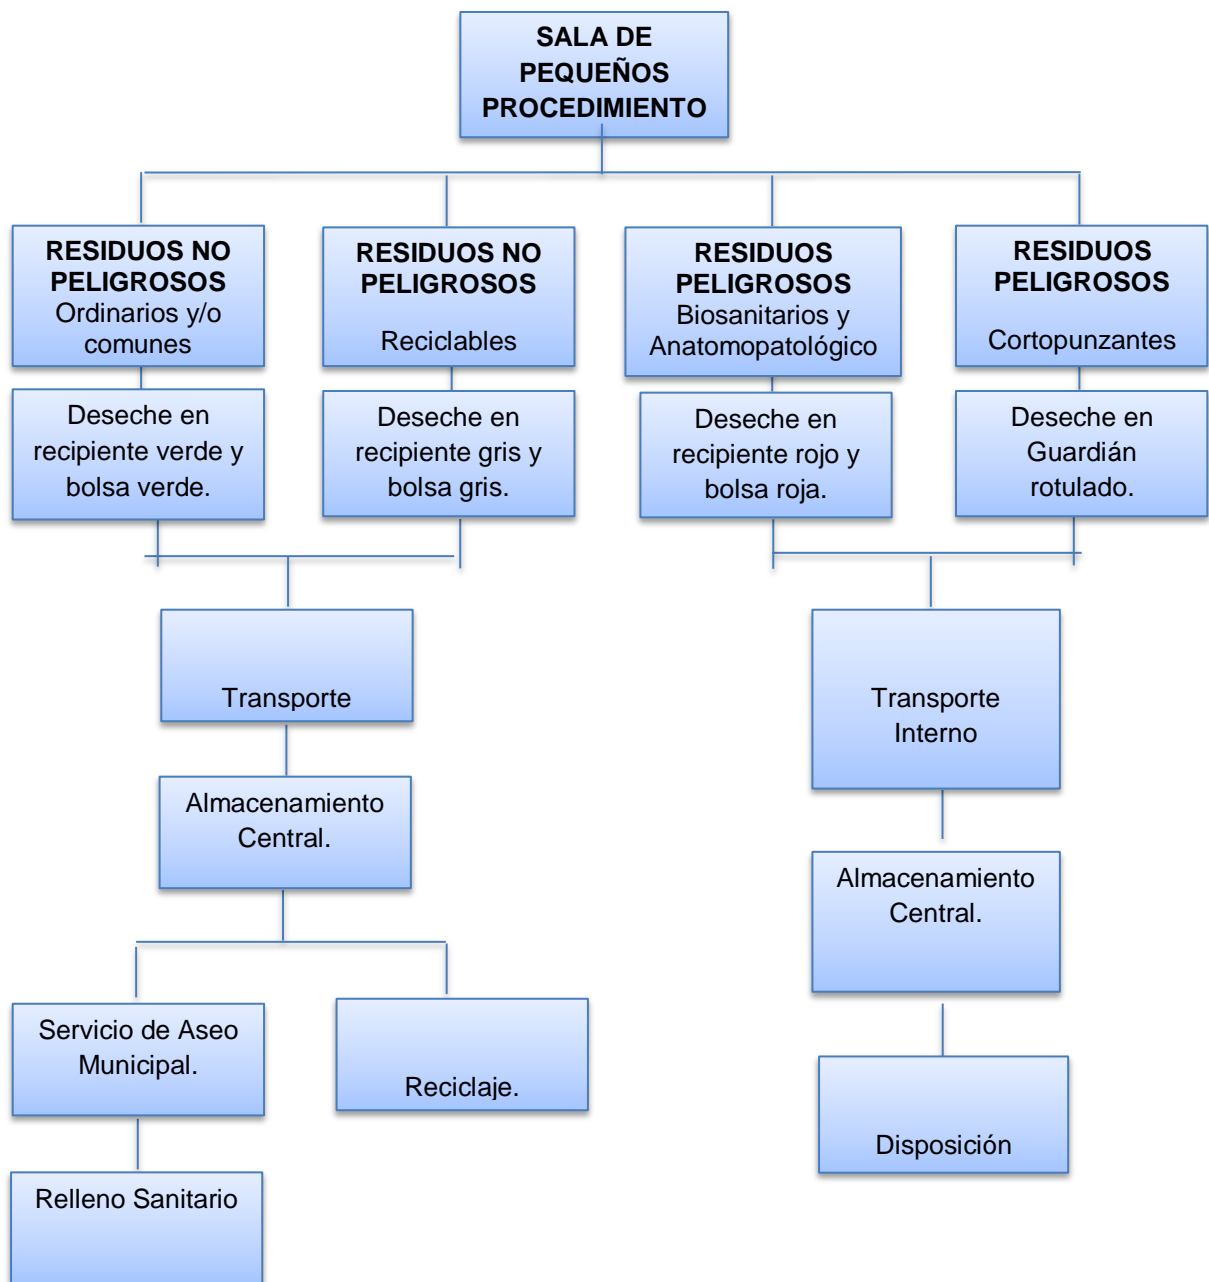 SALA DE
PEQUEÑOS
PROCEDIMIENTO
RESIDUOS NO
PELIGROSOS
Ordinarios y/o
comunes
RESIDUOS NO
PELIGROSOS
Reciclables
RESIDUOS
PELIGROSOS
Biosanitarios y
Anatomopatológico
RESIDUOS
PELIGROSOS
Cortopunzantes
Deseche en
recipiente verde y
bolsa verde.
Deseche en
recipiente gris y
bolsa gris.
Deseche en
recipiente rojo y
bolsa roja.
Deseche en
Guardián
rotulado.
Transporte
Transporte
Interno
Almacenamiento
Central.
Almacenamiento
Central.
Servicio de Aseo
Municipal.
Reciclaje.
Disposición
Relleno Sanitario